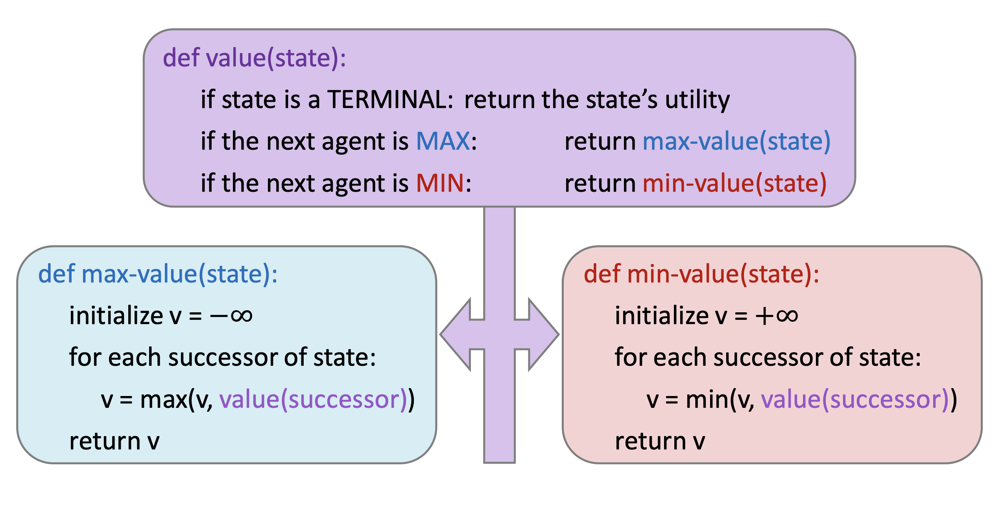 def value(state):
if state is a TERMINAL: return the state’s utility
if the next agent is MAX: return max-value(state)
if the next agent is MIN: return min-value(state)
def max-value(state):
initialize v = −∞
for each successor of state:
v = max(v, value(successor))
return v
def min-value(state):
initialize v = +∞
for each successor of state:
v = min(v, value(successor))
return v